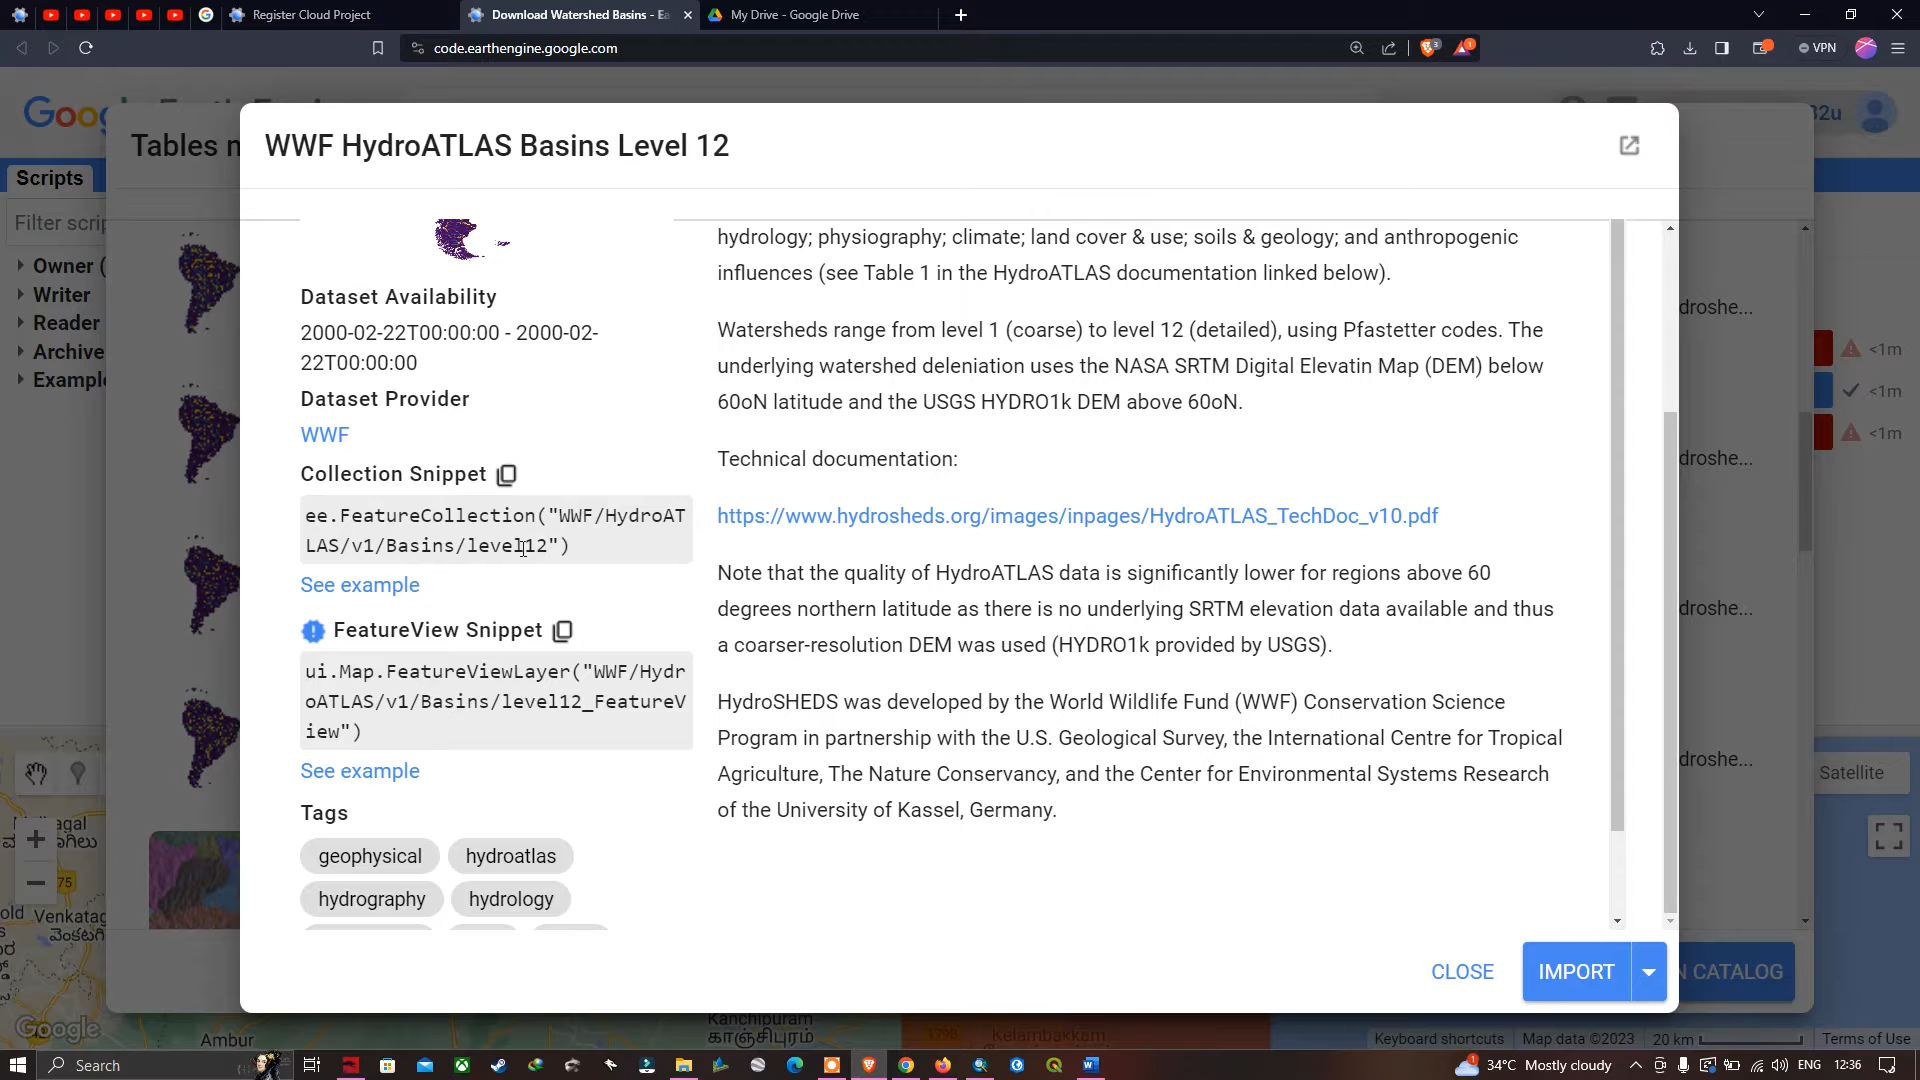 Register Cloud Project
Download Watershed Basins - Ea
My Drive - Google Drive
code.earthengine.google.com
VPN
Goo
32u
Tables m
WWF HydroATLAS Basins Level 12
Scripts
Filter scrip
Owner (
Writer
Reader
Archive
Example
hydrology; physiography; climate; land cover & use; soils & geology; and anthropogenic
influences (see Table 1 in the HydroATLAS documentation linked below).
Dataset Availability
2000-02-22T00:00:00 - 2000-02-
22T00:00:00
Dataset Provider
WWF
Collection Snippet
ee.FeatureCollection("WWF/HydroAT
LAS/v1/Basins/level12")
See example
FeatureView Snippet
ui.Map.FeatureViewLayer("WWF/Hydr
oATLAS/v1/Basins/level12_FeatureV
iew")
See example
Tags
geophysical
hydroatlas
hydrography
hydrology
Watersheds range from level 1 (coarse) to level 12 (detailed), using Pfastetter codes. The
underlying watershed deleniation uses the NASA SRTM Digital Elevatin Map (DEM) below
60oN latitude and the USGS HYDRO1k DEM above 60oN.
Technical documentation:
https://www.hydrosheds.org/images/inpages/HydroATLAS_TechDoc_v10.pdf
Note that the quality of HydroATLAS data is significantly lower for regions above 60
degrees northern latitude as there is no underlying SRTM elevation data available and thus
a coarser-resolution DEM was used (HYDRO1k provided by USGS).
HydroSHEDS was developed by the World Wildlife Fund (WWF) Conservation Science
Program in partnership with the U.S. Geological Survey, the International Centre for Tropical
Agriculture, The Nature Conservancy, and the Center for Environmental Systems Research
of the University of Kassel, Germany.
droshe...
<1m
<1m
<1m
droshe...
droshe...
droshe...
Satellite
CLOSE
IMPORT
N CATALOG
75
old Venkatag
Google
Ambur
Kanchipuram
காஞ்சிபுரம்
1798
Kelambakkam
Keyboard shortcuts
Map data ©2023
20 km
Terms of Use
Search
34°C Mostly cloudy
ENG
12:36